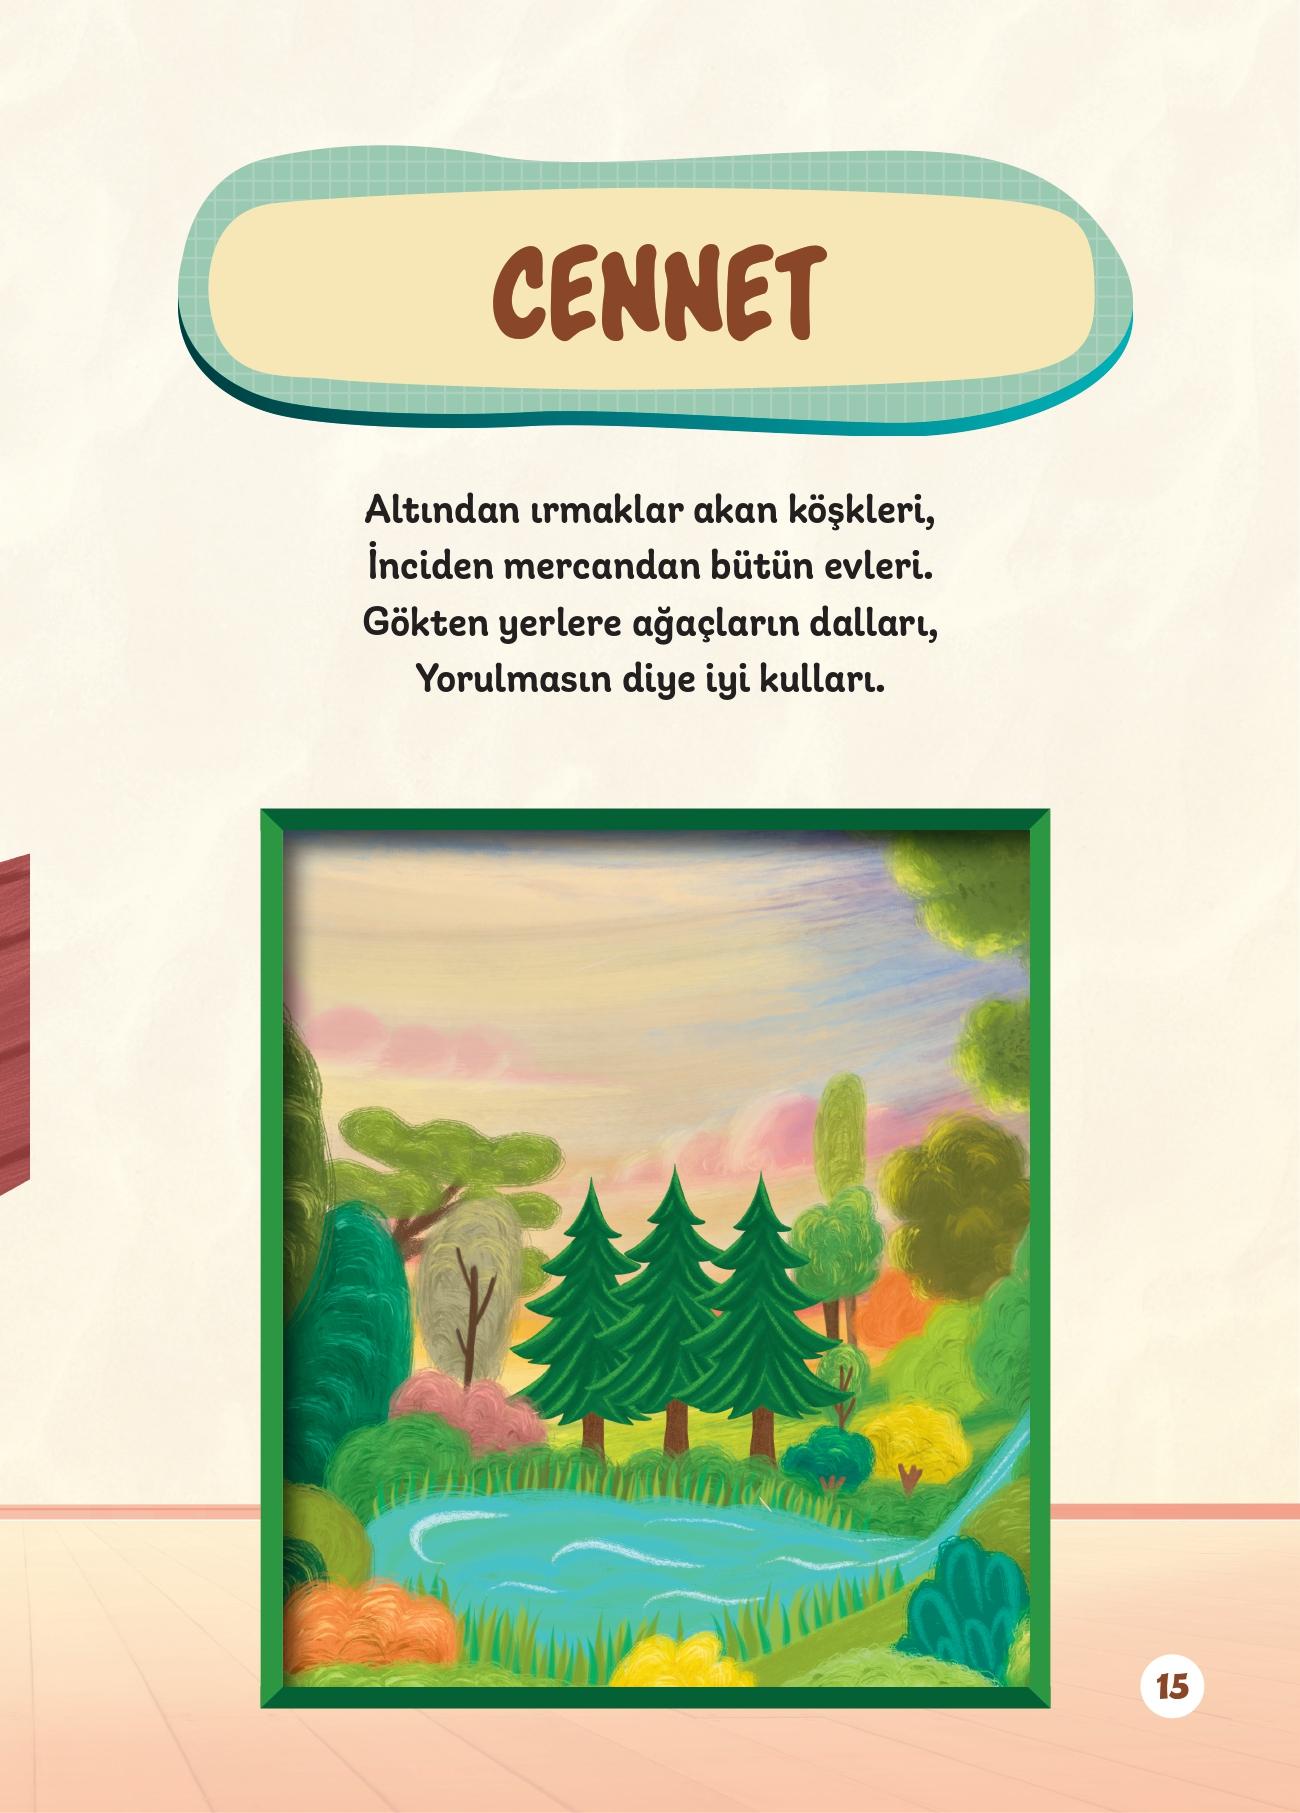 CENNET
Altından ırmaklar akan köşkleri,
İnciden mercandan bütün evleri.
Gökten yerlere ağaçların dalları,
Yorulmasın diye iyi kulları.
15